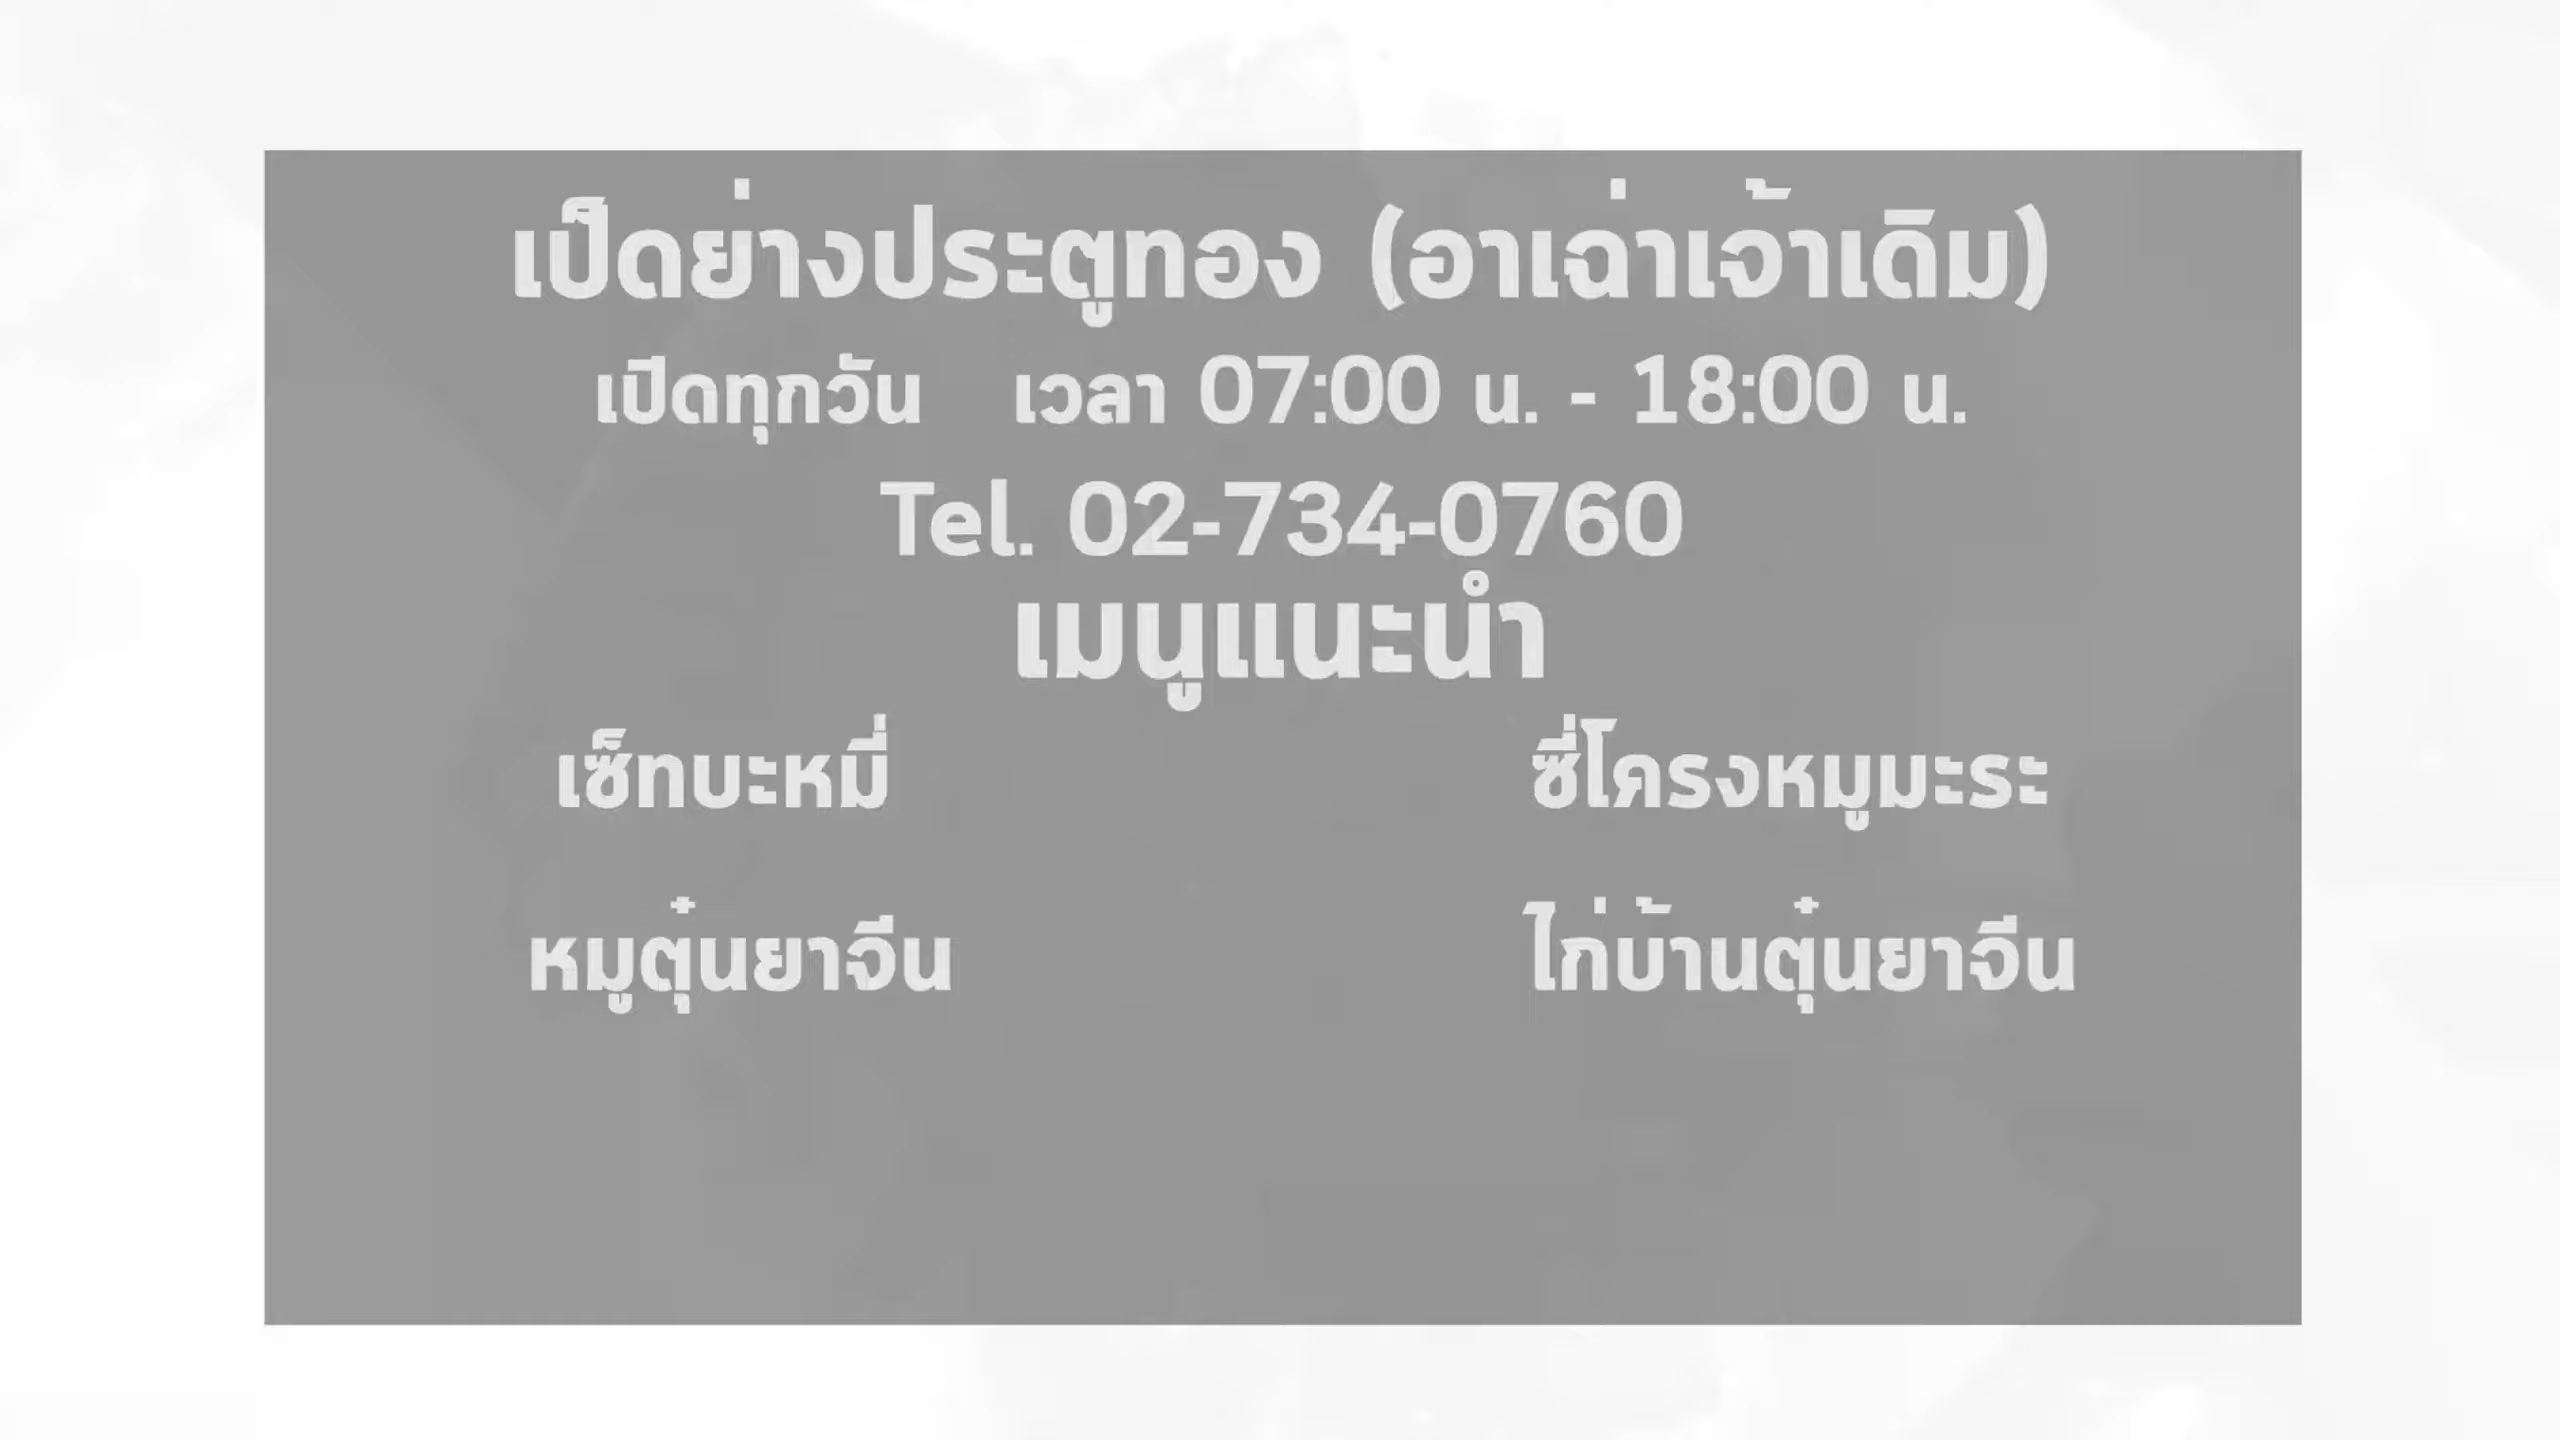 เป็ดย่างประตูทอง (อาเฉ่าเจ้าเดิม)
เปิดทุกวัน เวลา 07:00 น. - 18:00 น.
Tel. 02-734-0760
เมนูแนะนำ
เซ็ทบะหมี่ ซี่โครงหมูมะระ
หมูตุ๋นยาจีน ไก่บ้านตุ๋นยาจีน